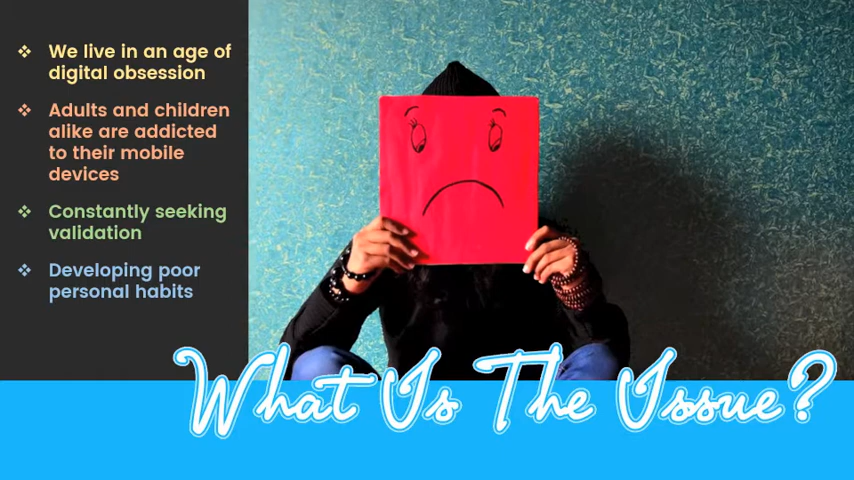 ❖ We live in an age of
digital obsession
❖ Adults and children
alike are addicted
to their mobile
devices
❖ Constantly seeking
validation
❖ Developing poor
personal habits
What Is The Issue?